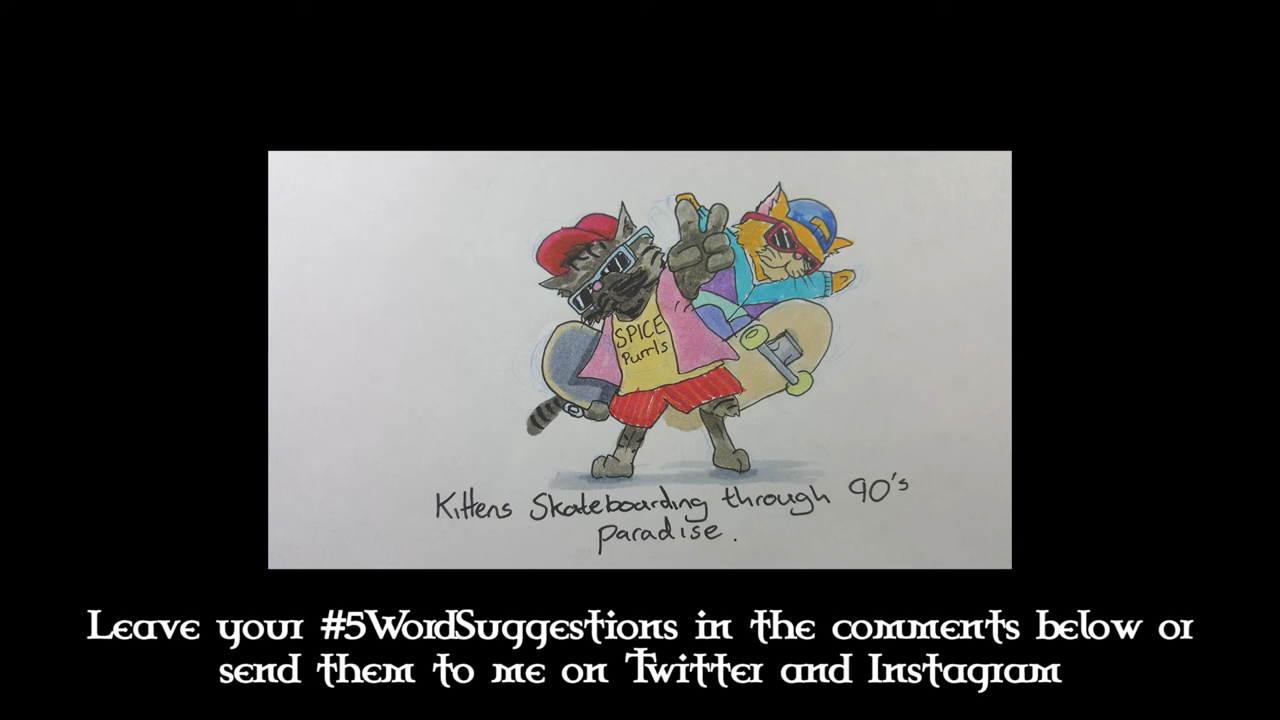 SPICE
Purrls
Kittens Skateboarding through 90's
paradise.
Leave your #5WordSuggestions in the comments below or
send them to me on Twitter and Instagram